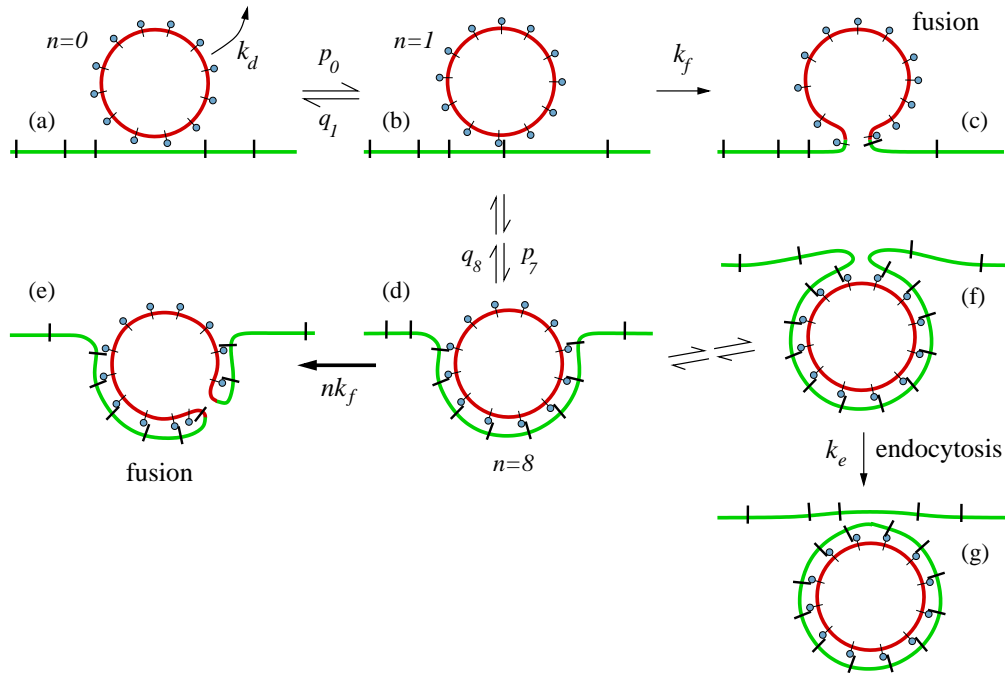 n=0
k_d
p_0
q_1
n=1
k_f
fusion
(a)
(b)
(c)
q_8
p_7
(e)
(d)
(f)
nk_f
fusion
n=8
k_e
endocytosis
(g)